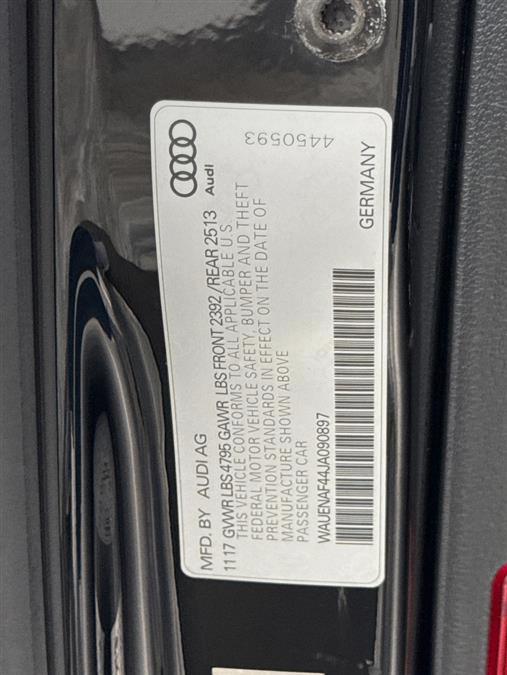 MFD. BY AUDI AG
Audi
1117 GVWR LBS 4795 GAWR LBS FRONT 2392/REAR 2513
THIS VEHICLE CONFORMS TO ALL APPLICABLE U.S.
FEDERAL MOTOR VEHICLE SAFETY, BUMPER AND THEFT
PREVENTION STANDARDS IN EFFECT ON THE DATE OF
MANUFACTURE SHOWN ABOVE
PASSENGER CAR
4450593
WAUENAF44JA090897
GERMANY